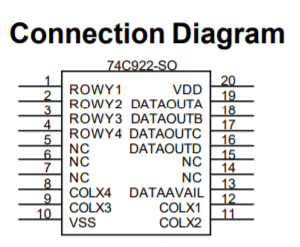 Connection Diagram
74C922-SO
1 ROWY1 VDD 20
2 ROWY2 DATAOUTA 19
3 ROWY3 DATAOUTB 18
4 ROWY4 DATAOUTC 17
5 NC DATAOUTD 16
6 NC NC 15
7 NC NC 14
8 COLX4 DATAAVAIL 13
9 COLX3 COLX1 12
10 VSS COLX2 11